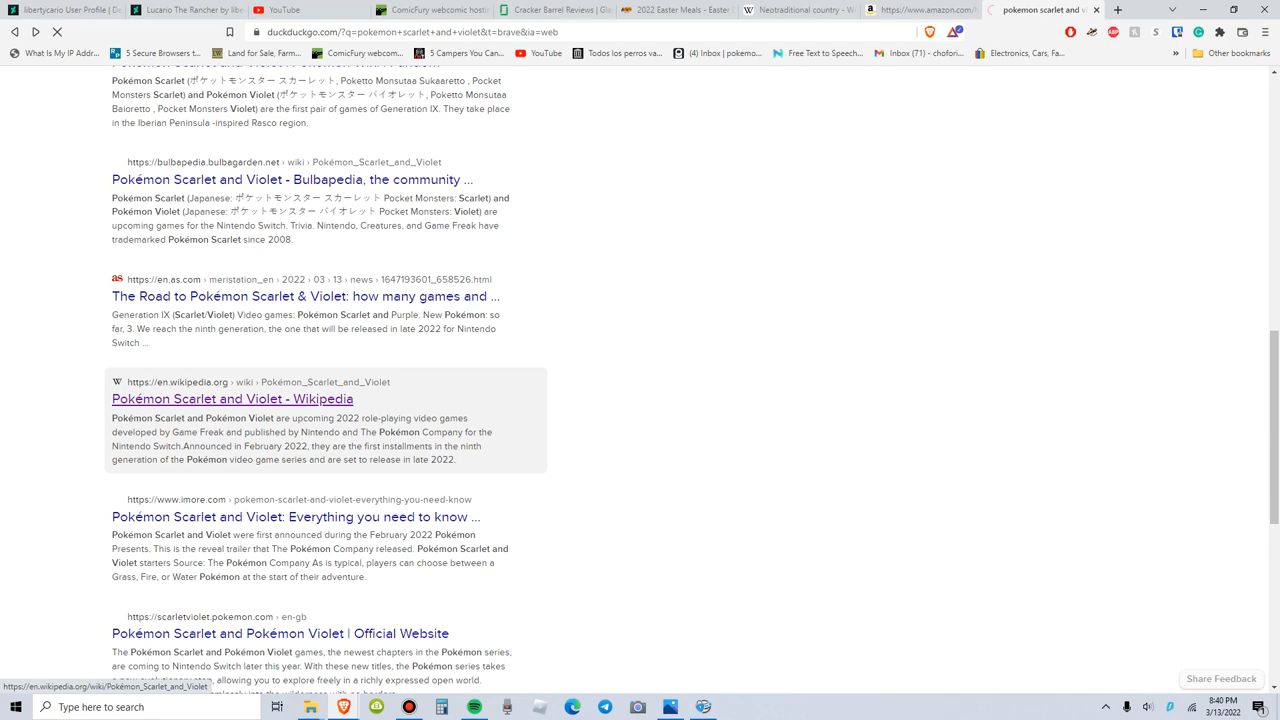 libertycario User Profile | De
Lucario The Rancher by libe
YouTube
ComicFury webcomic hostin
Cracker Barrel Reviews | Gla
2022 Easter Meals - Easter
Neotraditional country - W
https://www.amazon.com/h
pokemon scarlet and vi
duckduckgo.com/?q=pokemon+scarlet+and+violet&t=brave&ia=web
What Is My IP Addr...
5 Secure Browsers t...
Land for Sale, Farm...
ComicFury webcom...
5 Campers You Can...
YouTube
Todos los perros va...
(4) Inbox | pokemo...
Free Text to Speech...
Inbox (11) - chofori...
Electronics, Cars, Fa...
»
Other bookmarks
Pokémon Scarlet (ポケットモンスター スカーレット, Poketto Monsutaa Sukaaretto , Pocket
Monsters Scarlet) and Pokémon Violet (ポケットモンスター バイオレット, Poketto Monsutaa
Baioretto , Pocket Monsters Violet) are the first pair of games of Generation IX. They take place
in the Iberian Peninsula -inspired Rasco region.
https://bulbapedia.bulbagarden.net › wiki › Pokémon_Scarlet_and_Violet
Pokémon Scarlet and Violet - Bulbapedia, the community ...
Pokémon Scarlet (Japanese: ポケットモンスター スカーレット Pocket Monsters: Scarlet) and
Pokémon Violet (Japanese: ポケットモンスター バイオレット Pocket Monsters: Violet) are
upcoming games for the Nintendo Switch. Trivia. Nintendo, Creatures, and Game Freak have
trademarked Pokémon Scarlet since 2008.
as https://en.as.com › meristation_en › 2022 › 03 › 13 › news › 1647193601_658526.html
The Road to Pokémon Scarlet & Violet: how many games and ...
Generation IX (Scarlet/Violet) Video games: Pokémon Scarlet and Purple. New Pokémon: so
far, 3. We reach the ninth generation, the one that will be released in late 2022 for Nintendo
Switch ...
W https://en.wikipedia.org › wiki › Pokémon_Scarlet_and_Violet
Pokémon Scarlet and Violet - Wikipedia
Pokémon Scarlet and Pokémon Violet are upcoming 2022 role-playing video games
developed by Game Freak and published by Nintendo and The Pokémon Company for the
Nintendo Switch.Announced in February 2022, they are the first installments in the ninth
generation of the Pokémon video game series and are set to release in late 2022.
https://www.imore.com › pokemon-scarlet-and-violet-everything-you-need-know
Pokémon Scarlet and Violet: Everything you need to know ...
Pokémon Scarlet and Violet were first announced during the February 2022 Pokémon
Presents. This is the reveal trailer that The Pokémon Company released. Pokémon Scarlet and
Violet starters Source: The Pokémon Company As is typical, players can choose between a
Grass, Fire, or Water Pokémon at the start of their adventure.
https://scarletviolet.pokemon.com › en-gb
Pokémon Scarlet and Pokémon Violet | Official Website
The Pokémon Scarlet and Pokémon Violet games, the newest chapters in the Pokémon series,
are coming to Nintendo Switch later this year. With these new titles, the Pokémon series takes
allowing you to explore freely in a richly expressed open world.
https://en.wikipedia.org/wiki/Pokémon_Scarlet_and_Violet
Share Feedback
Type here to search
8:40 PM
3/13/2022